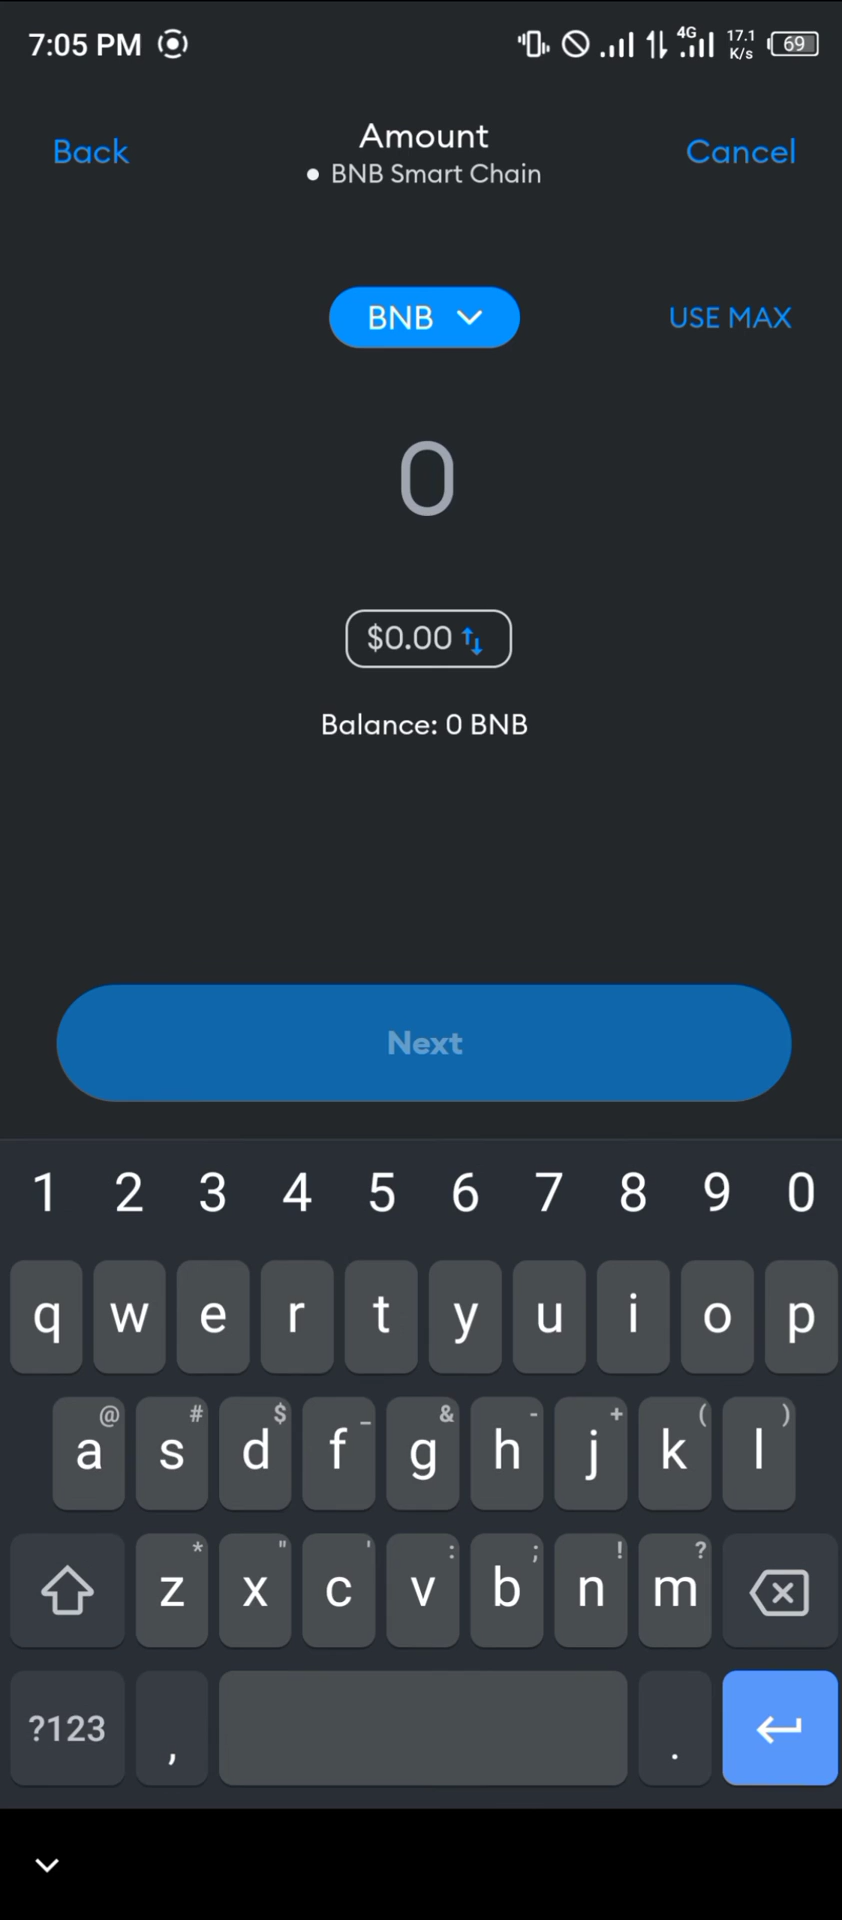 7:05 PM 4G 17.1 K/s 69
Back Amount Cancel
BNB Smart Chain
BNB USE MAX
0
$0.00
Balance: 0 BNB
Next
1 2 3 4 5 6 7 8 9 0
q w e r t y u i o p
@ # $ _ & - + ( )
a s d f g h j k l
* " ' : ; ! ?
z x c v b n m
?123 , .